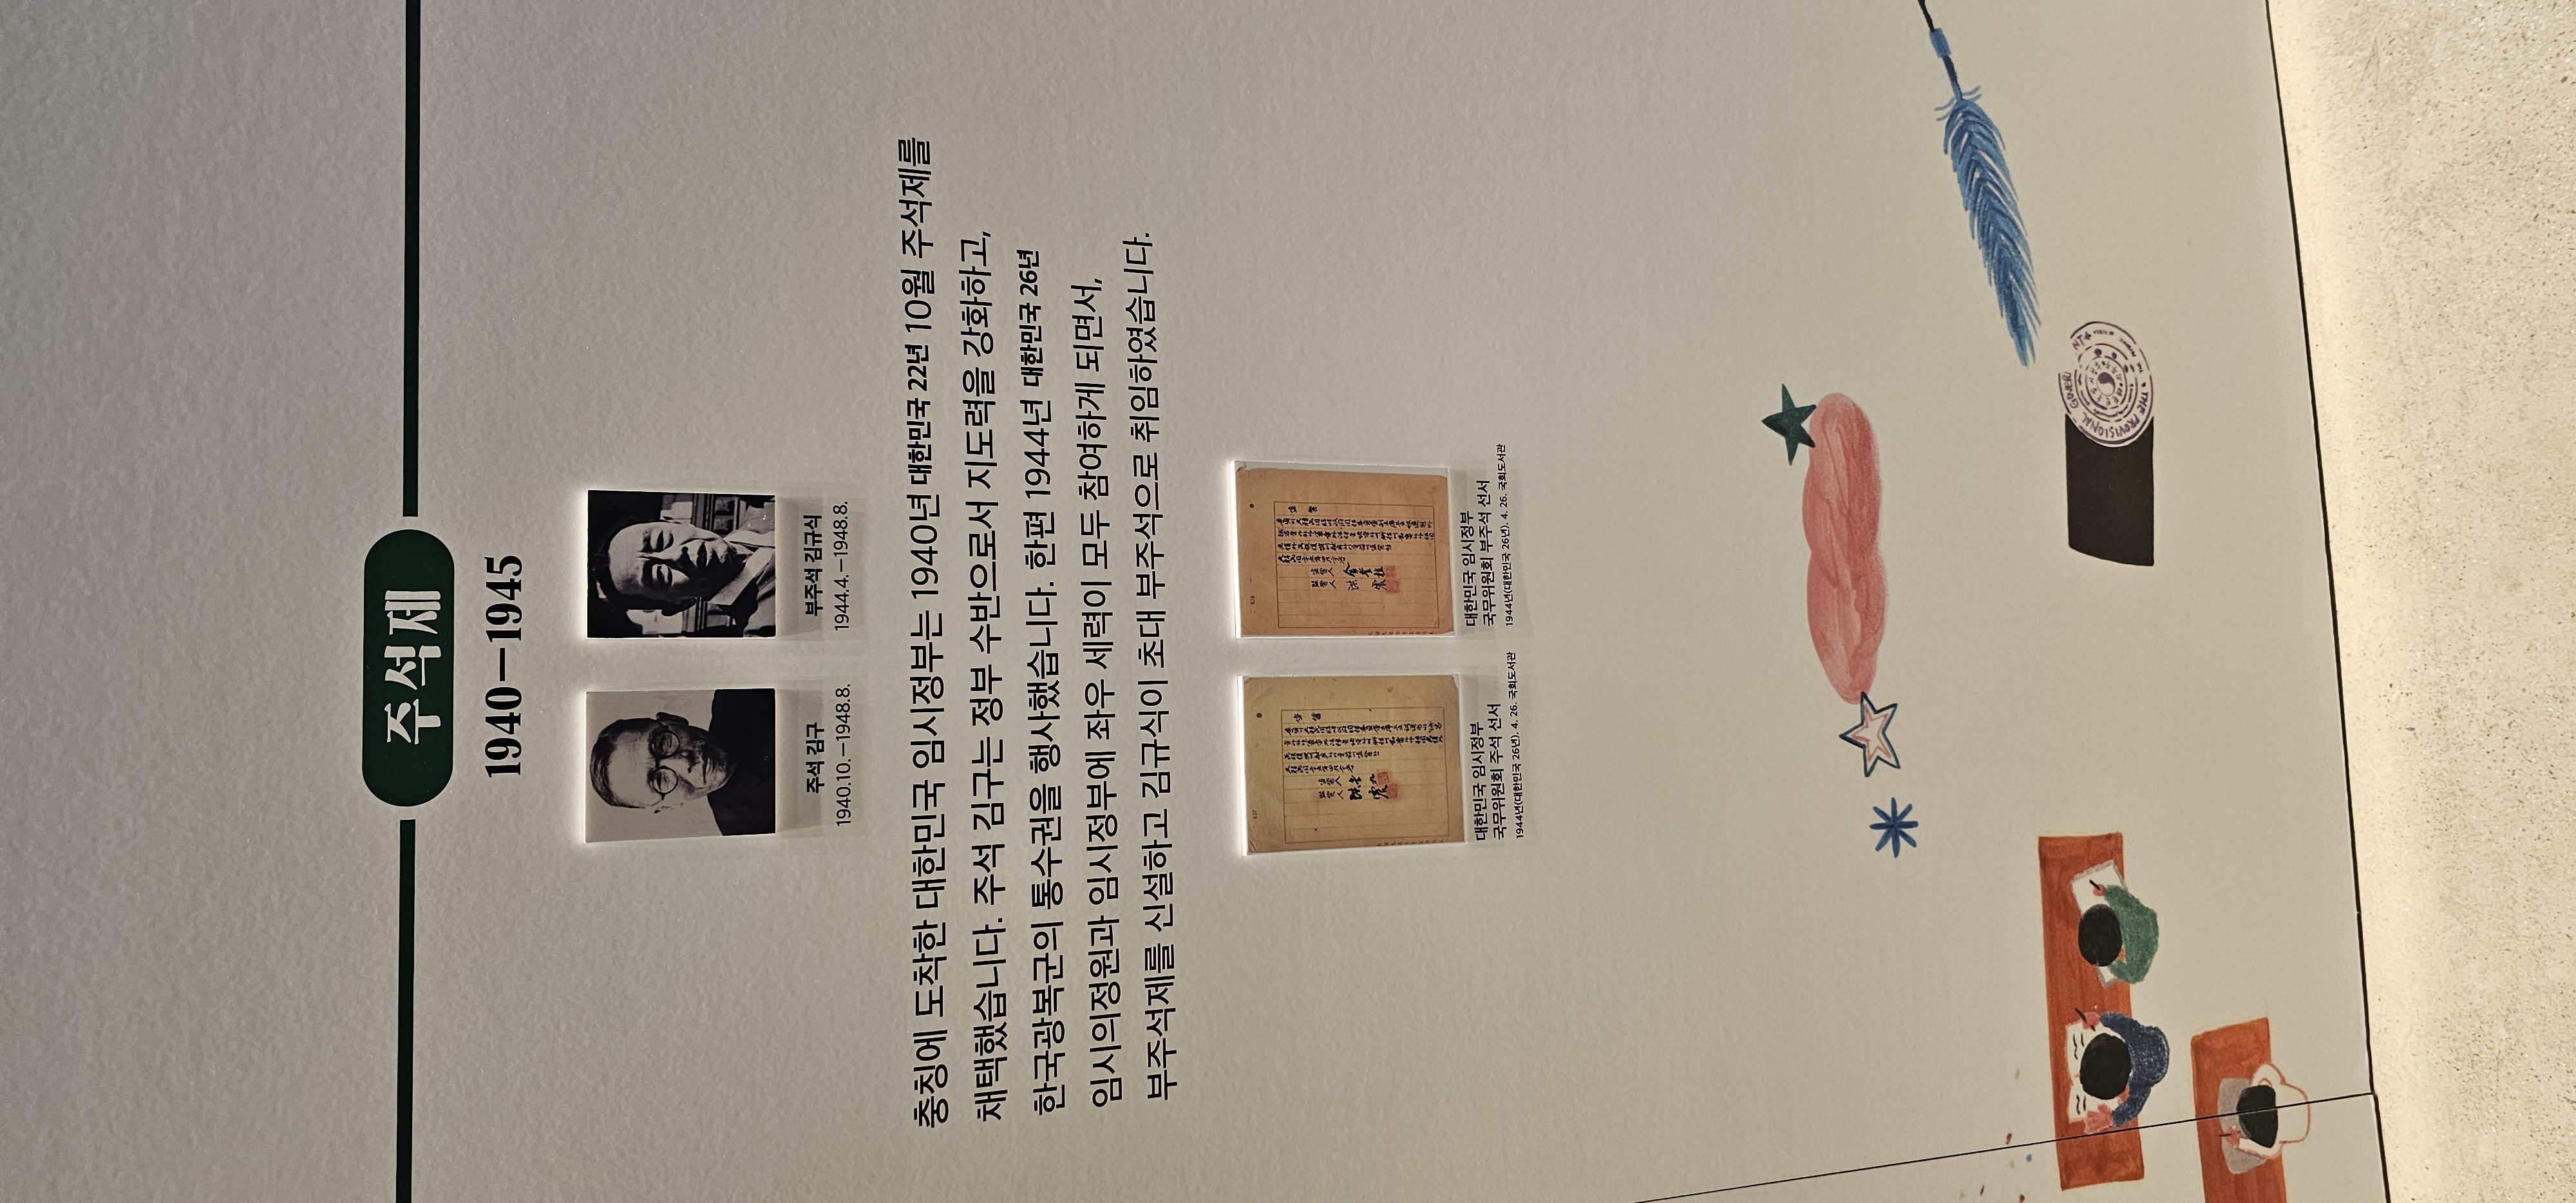 주석제
1940–1945
주석 김구
1940.10.–1948.8.
부주석 김규식
1944.4.–1948.8.
충칭에 도착한 대한민국 임시정부는 1940년 대한민국 22년 10월 주석제를
채택했습니다. 주석 김구는 정부 수반으로서 지도력을 강화하고,
한국광복군의 통수권을 행사했습니다. 한편 1944년 대한민국 26년
임시의정원과 임시정부에 좌우 세력이 모두 참여하게 되면서,
부주석제를 신설하고 김규식이 초대 부주석으로 취임하였습니다.
대한민국 임시정부
국무위원회 주석 선서
1944년(대한민국 26년). 4. 26. 국회도서관
대한민국 임시정부
국무위원회 부주석 선서
1944년(대한민국 26년). 4. 26. 국회도서관
THE PROVISIONAL